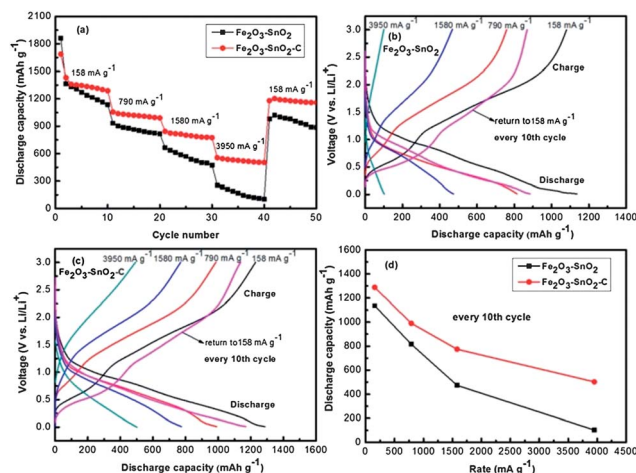 (a)
Fe₂O₃-SnO₂
Fe₂O₃-SnO₂-C
158 mA g⁻¹
790 mA g⁻¹
1580 mA g⁻¹
3950 mA g⁻¹
158 mA g⁻¹
Discharge capacity (mAh g⁻¹)
2100
1800
1500
1200
900
600
300
0
0 10 20 30 40 50
Cycle number
(b)
3950 mA g⁻¹ 1580 mA g⁻¹ 790 mA g⁻¹ 158 mA g⁻¹
Fe₂O₃-SnO₂
Charge
return to158 mA g⁻¹
every 10th cycle
Discharge
Voltage (V vs. Li/Li⁺)
3.0
2.5
2.0
1.5
1.0
0.5
0.0
0 200 400 600 800 1000 1200 1400
Discharge capacity (mAh g⁻¹)
(c)
3950 mA g⁻¹ 1580 mA g⁻¹ 790 mA g⁻¹ 158 mA g⁻¹
Fe₂O₃-SnO₂-C
Charge
return to158 mA g⁻¹
every 10th cycle
Discharge
Voltage (V vs. Li/Li⁺)
3.0
2.5
2.0
1.5
1.0
0.5
0.0
0 200 400 600 800 1000 1200 1400 1600
Discharge capacity (mAh g⁻¹)
(d)
Fe₂O₃-SnO₂
Fe₂O₃-SnO₂-C
every 10th cycle
Discharge capacity (mAh g⁻¹)
1600
1400
1200
1000
800
600
400
200
0
0 500 1000 1500 2000 2500 3000 3500 4000 4500
Rate (mA g⁻¹)